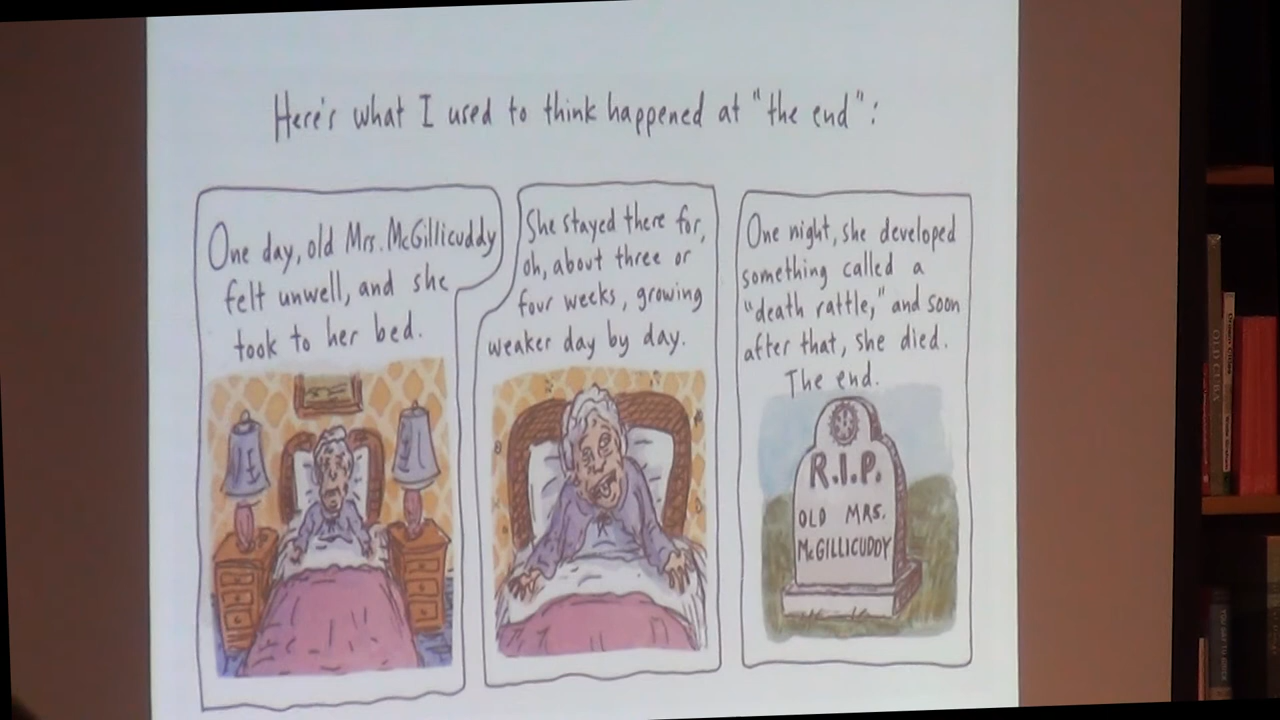 Here's what I used to think happened at "the end":
One day, old Mrs. McGillicuddy
felt unwell, and she
took to her bed.
She stayed there for,
oh, about three or
four weeks, growing
weaker day by day.
One night, she developed
something called a
"death rattle," and soon
after that, she died.
The end.
R.I.P.
OLD MRS.
McGILLICUDDY
OLD CUBA